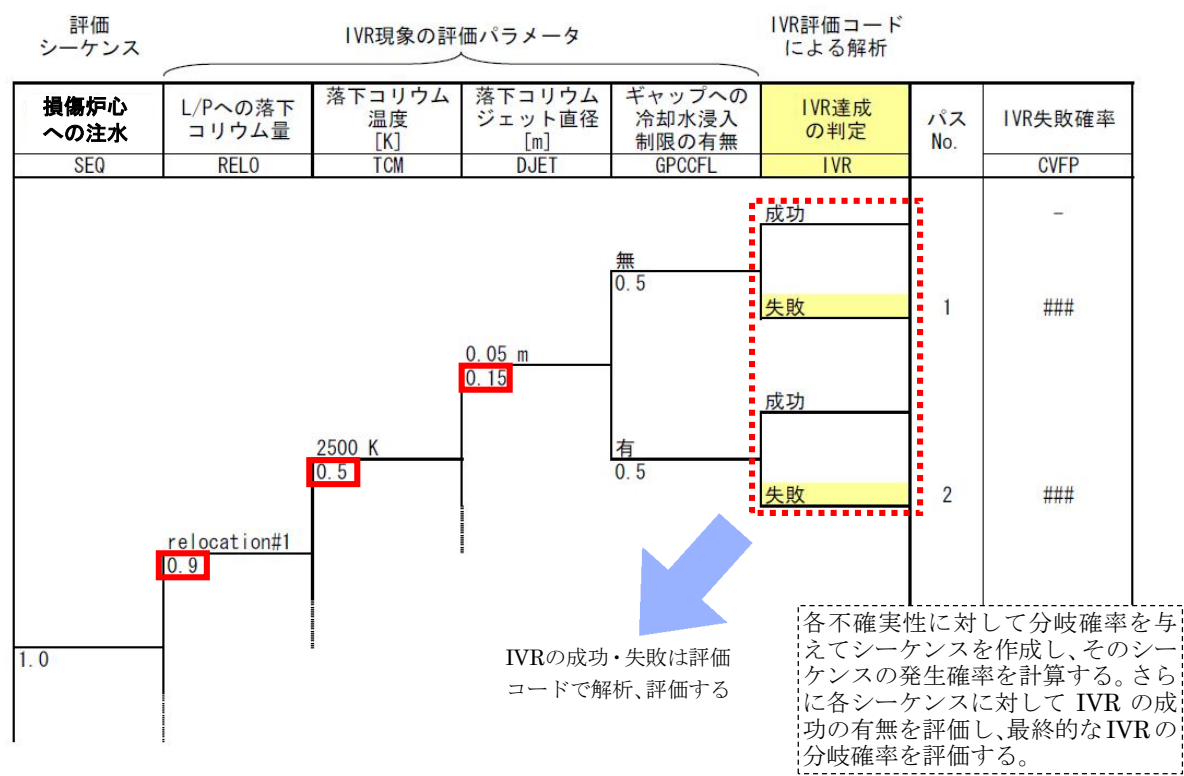 評価
シーケンス
IVR現象の評価パラメータ
IVR評価コード
による解析
損傷炉心
への注水
L/Pへの落下
コリウム量
落下コリウム
温度
[K]
落下コリウム
ジェット直径
[m]
ギャップへの
冷却水浸入
制限の有無
IVR達成
の判定
パス
No.
IVR失敗確率
SEQ
RELO
TCM
DJET
GPCCFL
IVR
CVFP
成功
-
無
0.5
失敗
1
###
0.05 m
0.15
成功
2500 K
0.5
有
0.5
失敗
2
###
relocation#1
0.9
1.0
IVRの成功・失敗は評価
コードで解析、評価する
各不確実性に対して分岐確率を与
えてシーケンスを作成し、そのシー
ケンスの発生確率を計算する。さら
に各シーケンスに対して IVR の成
功の有無を評価し、最終的なIVRの
分岐確率を評価する。